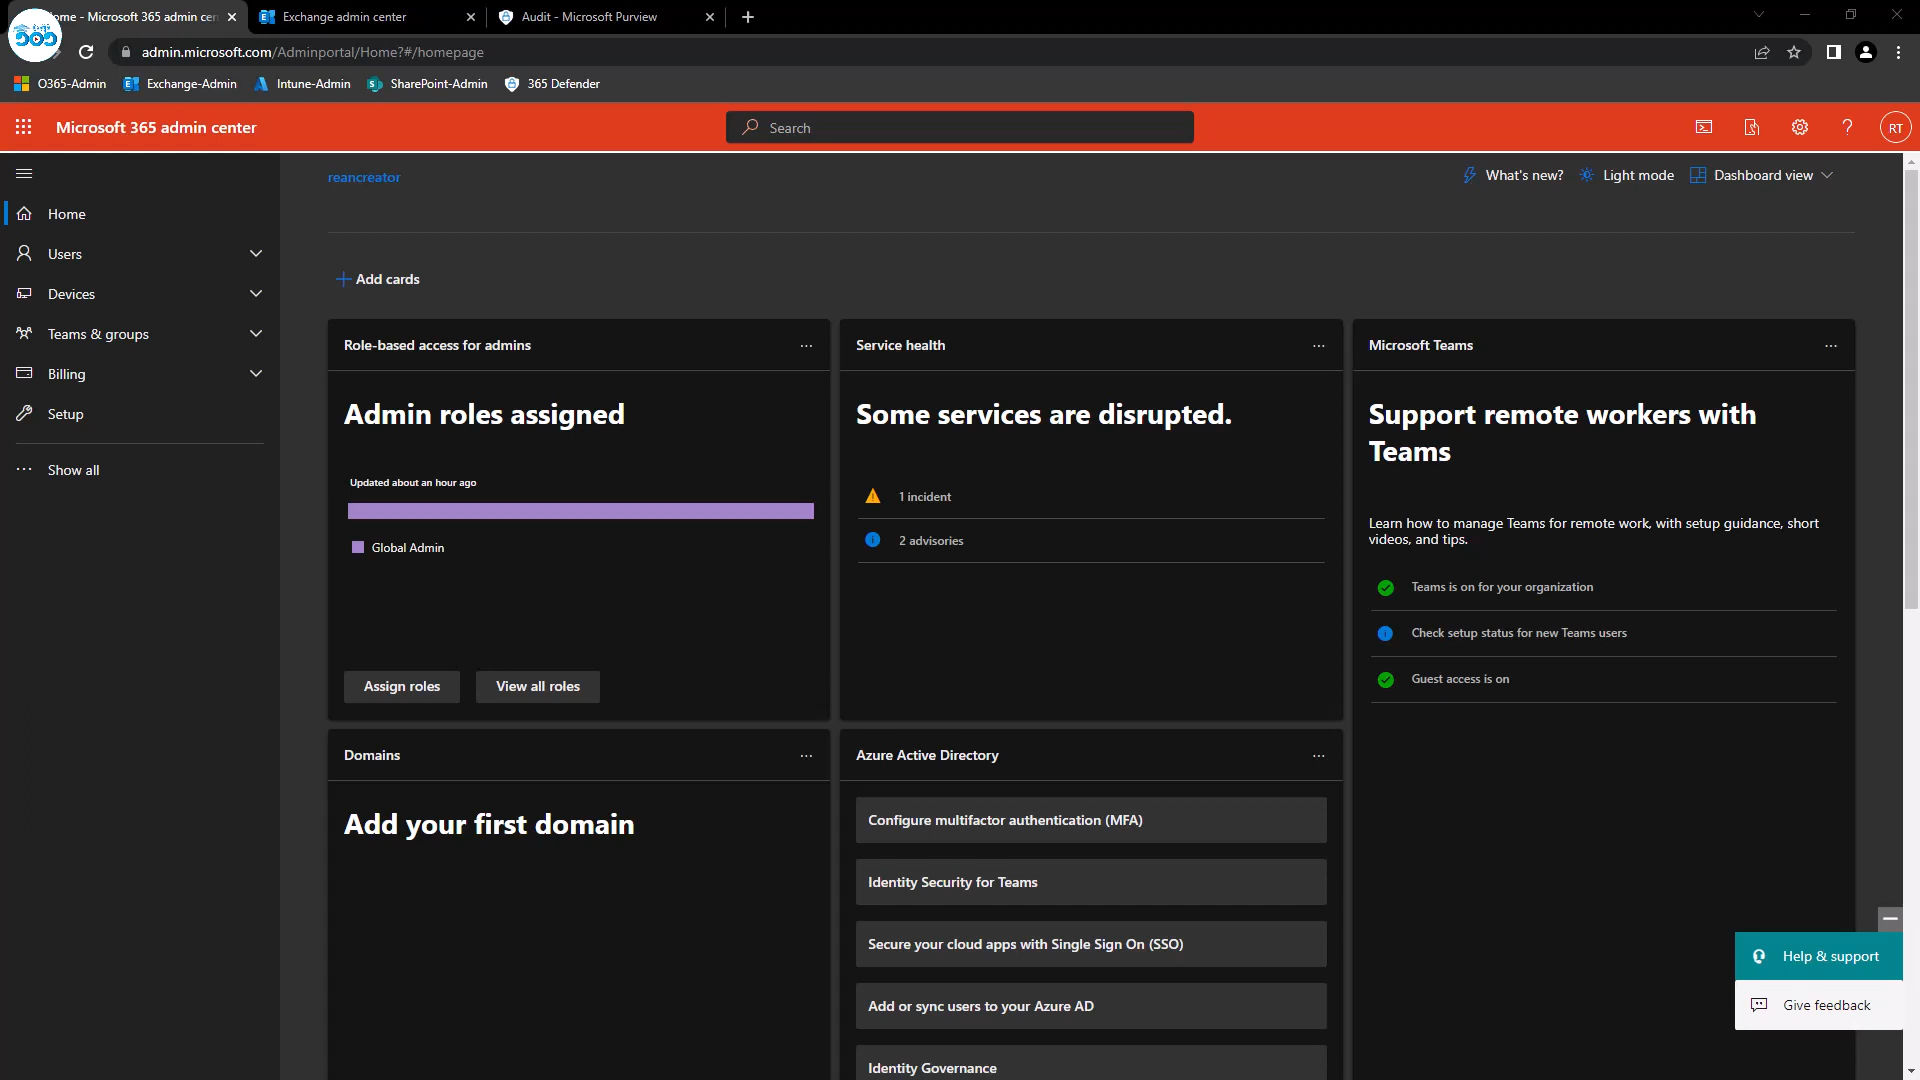 Home - Microsoft 365 admin cen
Exchange admin center
Audit - Microsoft Purview
admin.microsoft.com/Adminportal/Home?#/homepage
O365-Admin
Exchange-Admin
Intune-Admin
SharePoint-Admin
365 Defender
Microsoft 365 admin center
Search
RT
reancreator
What's new?
Light mode
Dashboard view
Home
Users
Devices
Teams & groups
Billing
Setup
Show all
Add cards
Role-based access for admins
Admin roles assigned
Updated about an hour ago
Global Admin
Assign roles
View all roles
Service health
Some services are disrupted.
1 incident
2 advisories
Microsoft Teams
Support remote workers with
Teams
Learn how to manage Teams for remote work, with setup guidance, short
videos, and tips.
Teams is on for your organization
Check setup status for new Teams users
Guest access is on
Domains
Add your first domain
Azure Active Directory
Configure multifactor authentication (MFA)
Identity Security for Teams
Secure your cloud apps with Single Sign On (SSO)
Add or sync users to your Azure AD
Identity Governance
Help & support
Give feedback